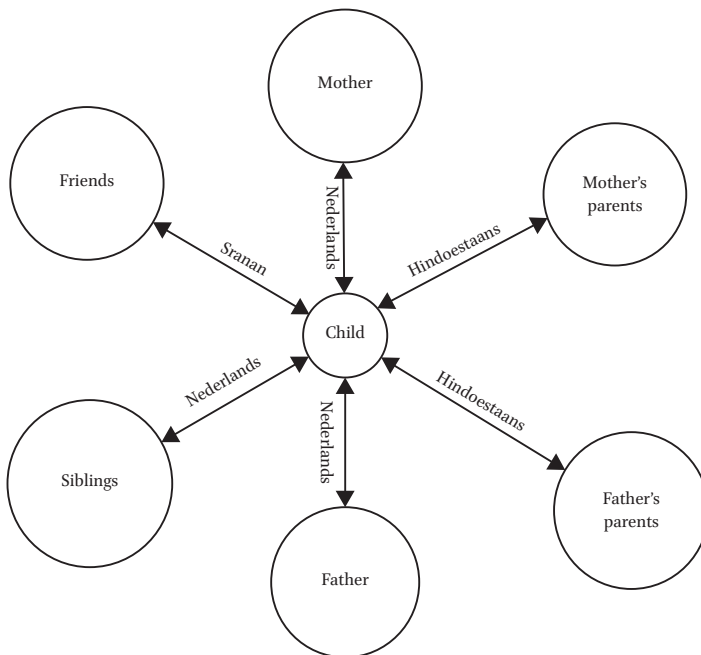 Mother
Friends
Mother's
parents
Nederlands
Sranan
Hindoestaans
Child
Nederlands
Nederlands
Hindoestaans
Siblings
Father
Father's
parents